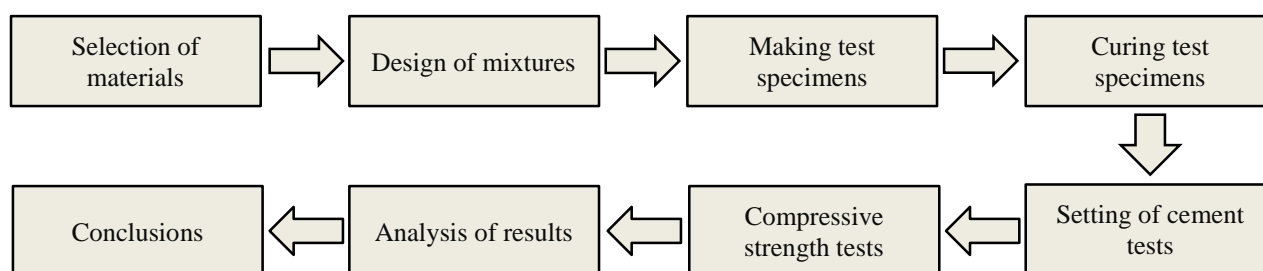 Selection of
materials
Design of mixtures
Making test
specimens
Curing test
specimens
Setting of cement
tests
Compressive
strength tests
Analysis of results
Conclusions